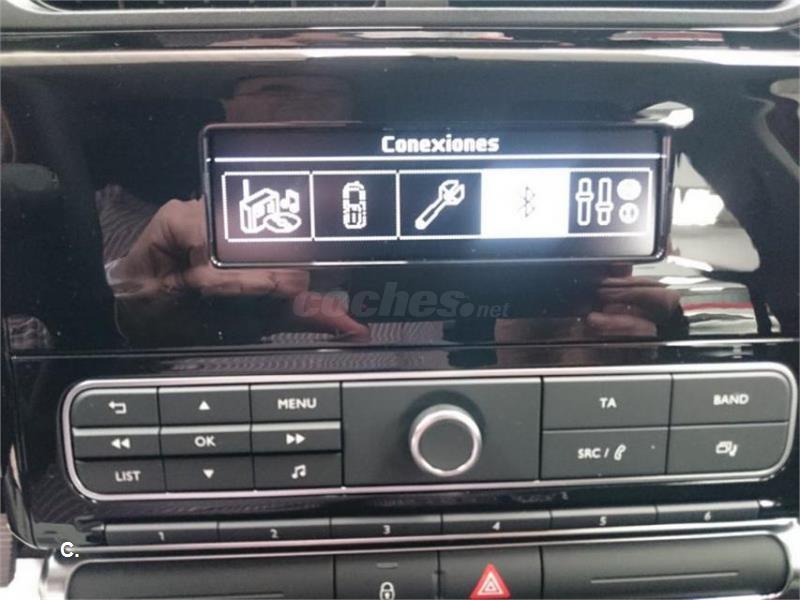 Conexiones
coches.net
MENU
TA
BAND
OK
SRC /
LIST
1 2 3 4 5 6
C.